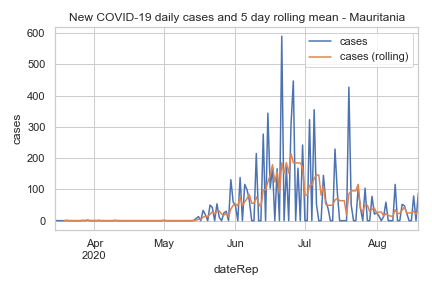 New COVID-19 daily cases and 5 day rolling mean - Mauritania
cases
cases (rolling)
600
500
400
300
200
100
0
cases
Apr
2020
May
Jun
Jul
Aug
dateRep